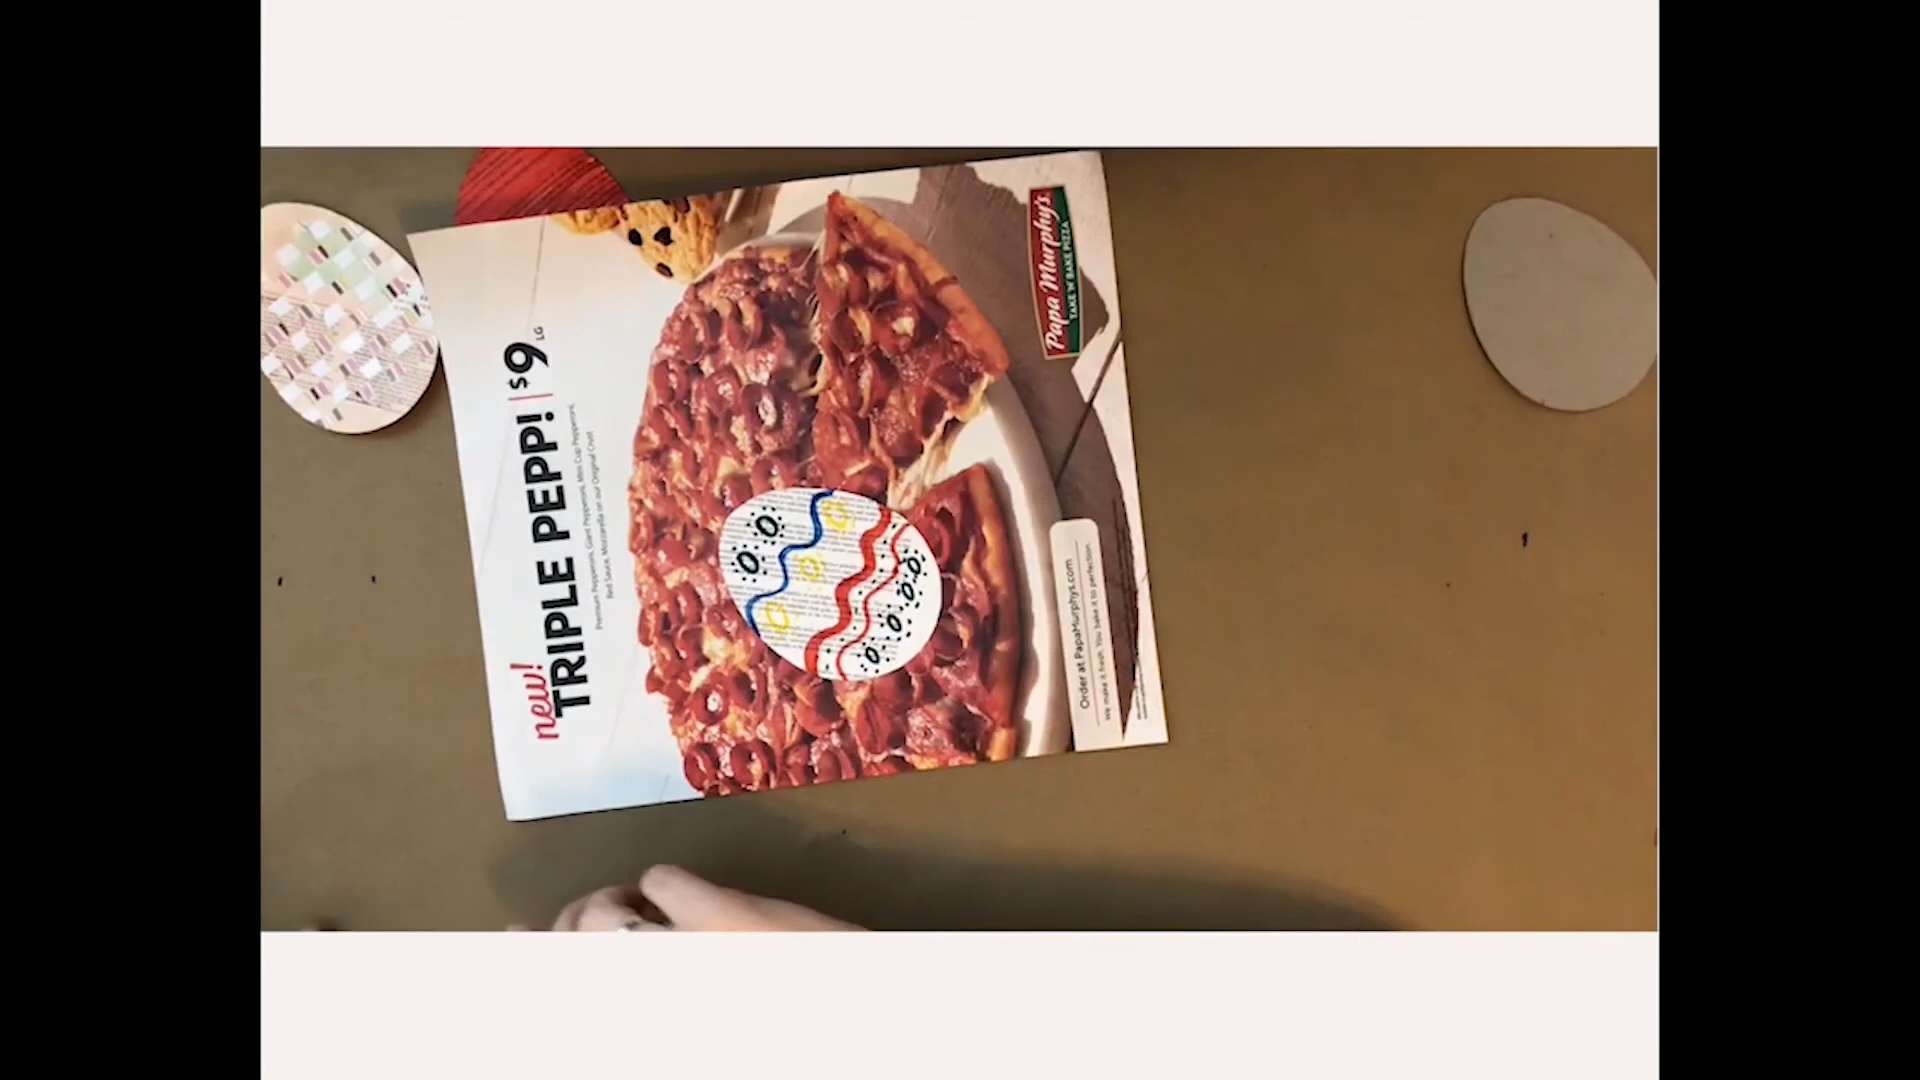 new!
TRIPLE PEPP! | $9 LG
Premium Pepperoni, Giant Pepperoni, Mini Cup Pepperoni,
Red Sauce, Mozzarella on our Original Crust
Papa Murphy's
TAKE 'N' BAKE PIZZA
Order at PapaMurphys.com
We make it fresh. You bake it to perfection.